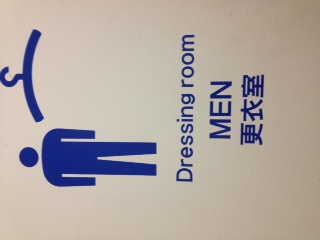 Dressing room
MEN
更衣室